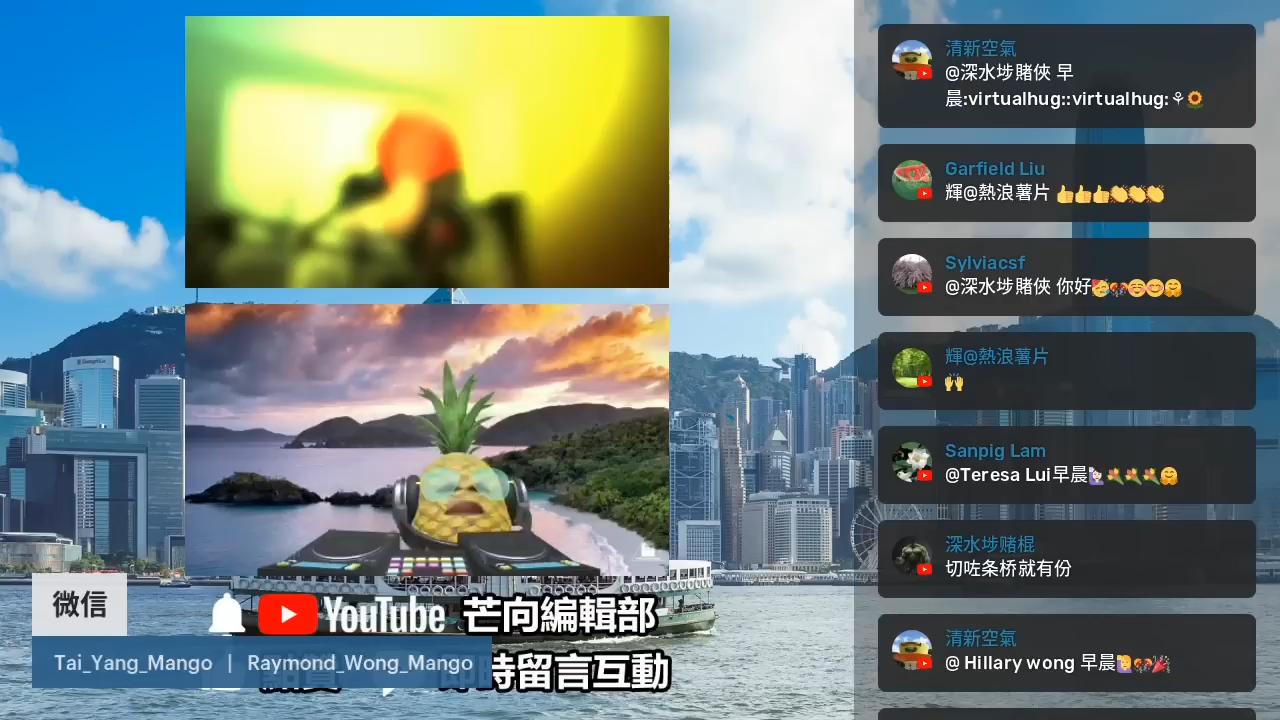 微信
Tai_Yang_Mango | Raymond_Wong_Mango
YouTube 芒向編輯部
時留言互動
清新空氣
@深水埗賭俠 早
晨:virtualhug::virtualhug:⚘🌻
Garfield Liu
輝@熱浪薯片 👍👍👍👏👏👏
Sylviacsf
@深水埗賭俠 你好🥳🎊☺️😊🤗
輝@熱浪薯片
🙌
Sanpig Lam
@Teresa Lui早晨🙋🏻‍♀️💐💐💐🤗
深水埗赌棍
切咗条桥就有份
清新空氣
@ Hillary wong 早晨🙋🎊🎉